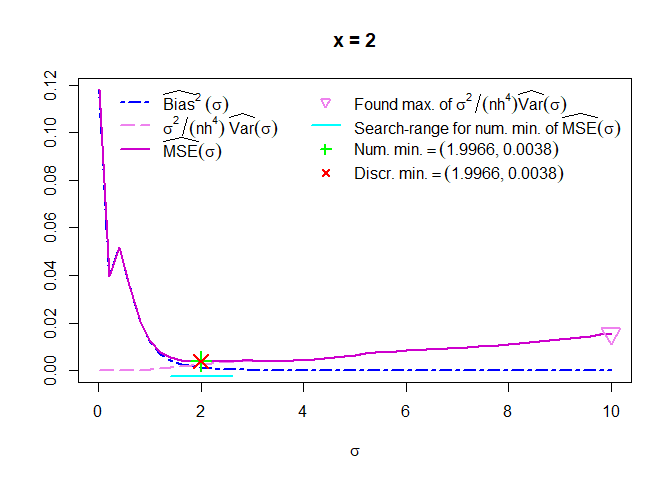 x = 2
0.12
0.10
0.08
0.06
0.04
0.02
0.00
Bias² (σ)
σ²/(nh⁴) Var(σ)
MSE(σ)
Found max. of σ²/(nh⁴)Var(σ)
Search-range for num. min. of MSE(σ)
Num. min. = (1.9966, 0.0038)
Discr. min. = (1.9966, 0.0038)
0 2 4 6 8 10
σ